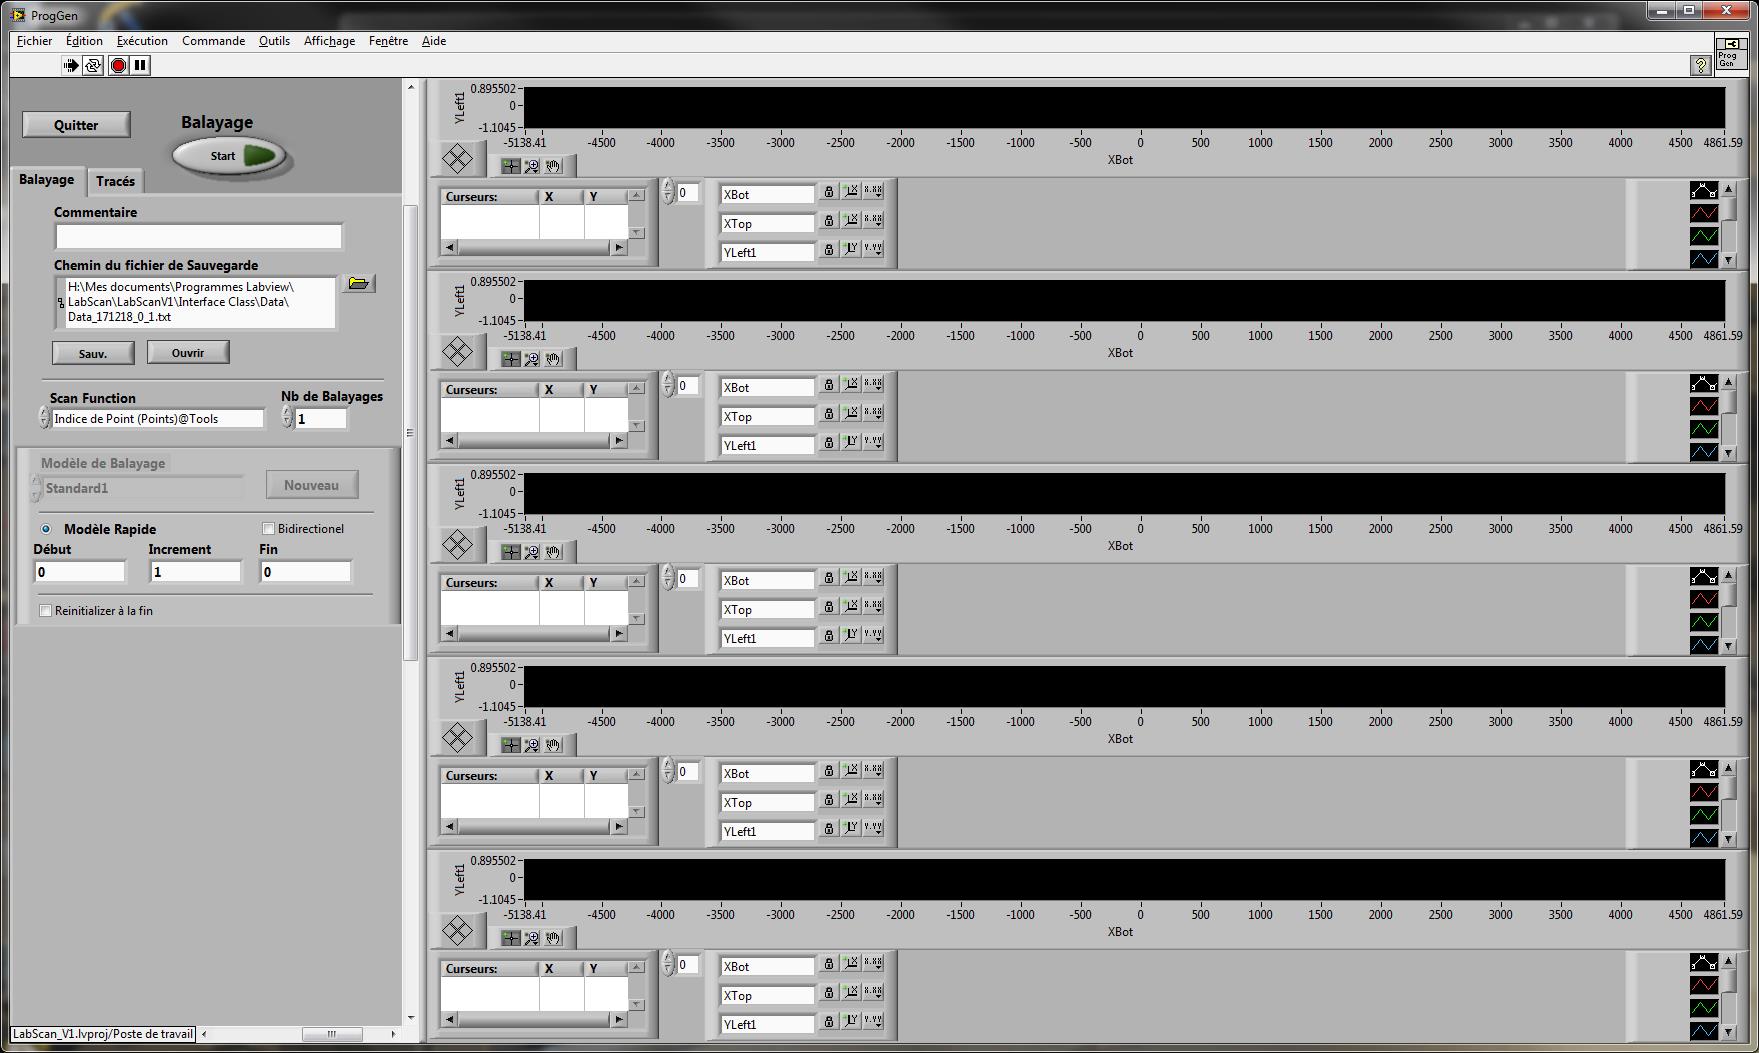 ProgGen
Fichier Édition Exécution Commande Outils Affichage Fenêtre Aide
Prog
Gen
Quitter
Balayage
Start
Balayage Tracés
Commentaire
Chemin du fichier de Sauvegarde
H:\Mes documents\Programmes Labview\
LabScan\LabScanV1\Interface Class\Data\
Data_171218_0_1.txt
Sauv. Ouvrir
Scan Function Nb de Balayages
Indice de Point (Points)@Tools 1
Modèle de Balayage
Standard1 Nouveau
Modèle Rapide Bidirectionel
Début Increment Fin
0 1 0
Reinitializer à la fin
LabScan_V1.lvproj/Poste de travail
YLeft1
0.895502
0
-1.1045
-5138.41 -4500 -4000 -3500 -3000 -2500 -2000 -1500 -1000 -500 0 500 1000 1500 2000 2500 3000 3500 4000 4500 4861.59
XBot
Curseurs: X Y 0 XBot
XTop
YLeft1
YLeft1
0.895502
0
-1.1045
-5138.41 -4500 -4000 -3500 -3000 -2500 -2000 -1500 -1000 -500 0 500 1000 1500 2000 2500 3000 3500 4000 4500 4861.59
XBot
Curseurs: X Y 0 XBot
XTop
YLeft1
YLeft1
0.895502
0
-1.1045
-5138.41 -4500 -4000 -3500 -3000 -2500 -2000 -1500 -1000 -500 0 500 1000 1500 2000 2500 3000 3500 4000 4500 4861.59
XBot
Curseurs: X Y 0 XBot
XTop
YLeft1
YLeft1
0.895502
0
-1.1045
-5138.41 -4500 -4000 -3500 -3000 -2500 -2000 -1500 -1000 -500 0 500 1000 1500 2000 2500 3000 3500 4000 4500 4861.59
XBot
Curseurs: X Y 0 XBot
XTop
YLeft1
YLeft1
0.895502
0
-1.1045
-5138.41 -4500 -4000 -3500 -3000 -2500 -2000 -1500 -1000 -500 0 500 1000 1500 2000 2500 3000 3500 4000 4500 4861.59
XBot
Curseurs: X Y 0 XBot
XTop
YLeft1